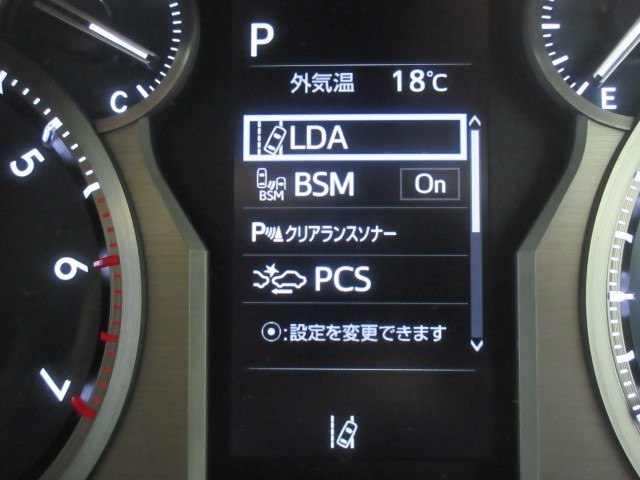 P
外気温 18℃
C
E
LDA
BSM
BSM On
P クリアランスソナー
PCS
:設定を変更できます
5
6
7